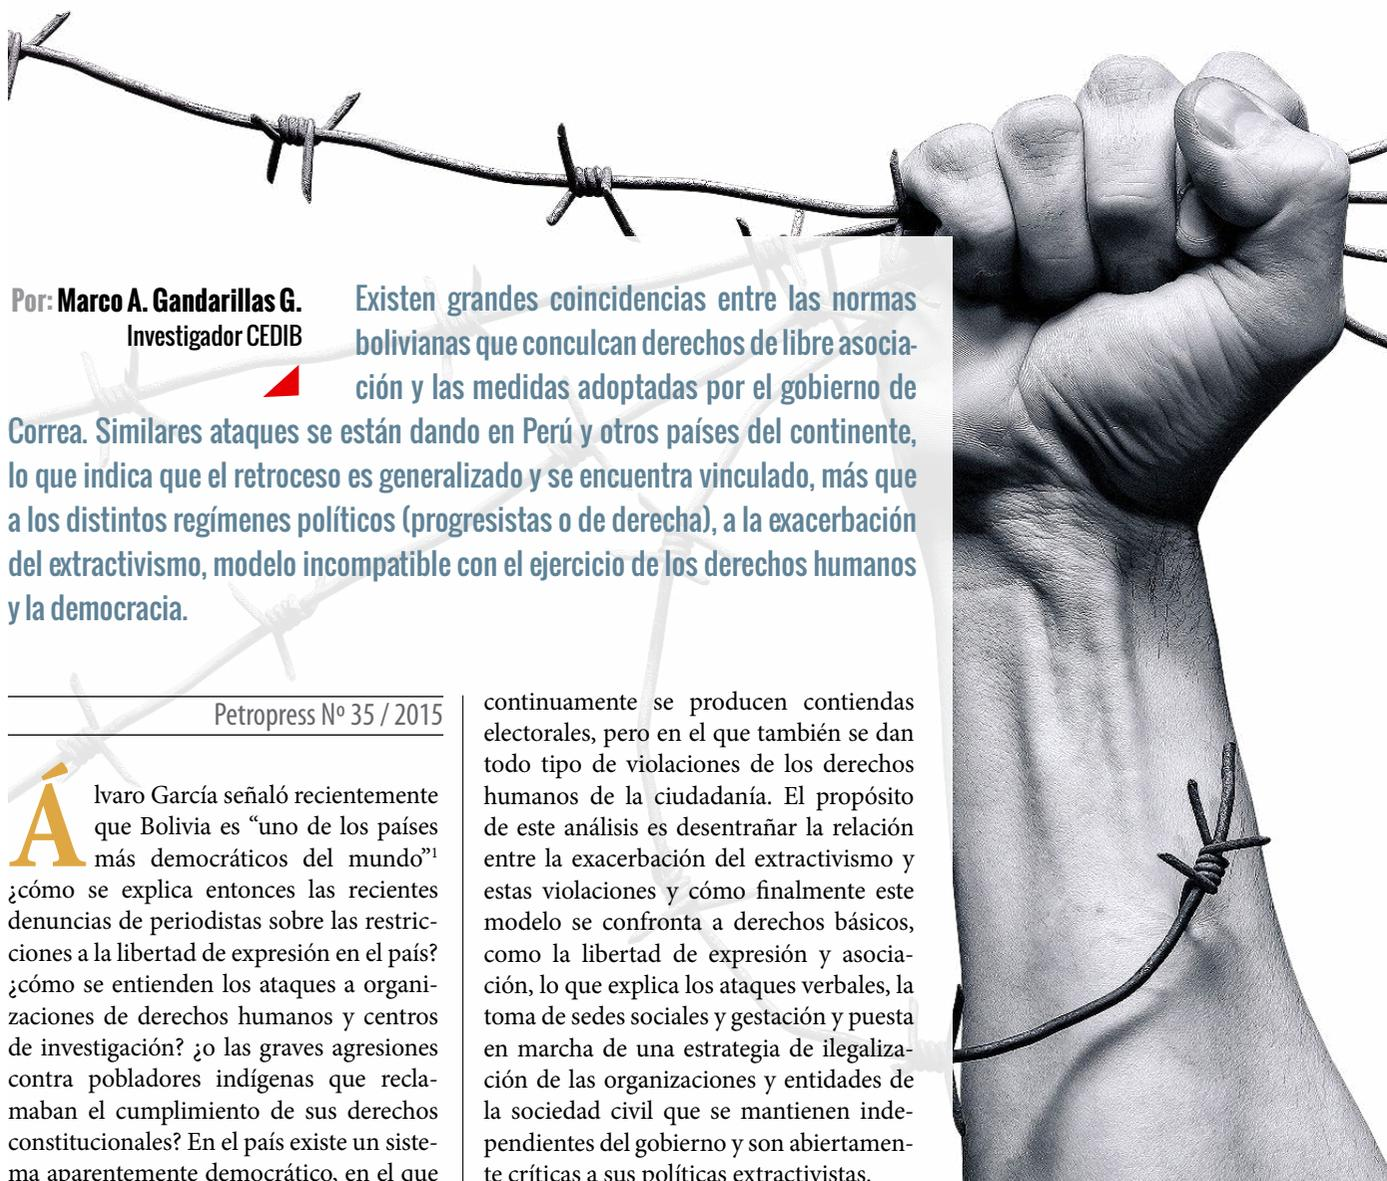 Por: Marco A. Gandarillas G.
Investigador CEDIB
Existen grandes coincidencias entre las normas
bolivianas que conculcan derechos de libre asocia-
ción y las medidas adoptadas por el gobierno de
Correa. Similares ataques se están dando en Perú y otros países del continente,
lo que indica que el retroceso es generalizado y se encuentra vinculado, más que
a los distintos regímenes políticos (progresistas o de derecha), a la exacerbación
del extractivismo, modelo incompatible con el ejercicio de los derechos humanos
y la democracia.
Petropress Nº 35 / 2015
Álvaro García señaló recientemente
que Bolivia es “uno de los países
más democráticos del mundo”1
¿cómo se explica entonces las recientes
denuncias de periodistas sobre las restric-
ciones a la libertad de expresión en el país?
¿cómo se entienden los ataques a organi-
zaciones de derechos humanos y centros
de investigación? ¿o las graves agresiones
contra pobladores indígenas que recla-
maban el cumplimiento de sus derechos
constitucionales? En el país existe un siste-
ma aparentemente democrático, en el que
continuamente se producen contiendas
electorales, pero en el que también se dan
todo tipo de violaciones de los derechos
humanos de la ciudadanía. El propósito
de este análisis es desentrañar la relación
entre la exacerbación del extractivismo y
estas violaciones y cómo finalmente este
modelo se confronta a derechos básicos,
como la libertad de expresión y asocia-
ción, lo que explica los ataques verbales, la
toma de sedes sociales y gestación y puesta
en marcha de una estrategia de ilegaliza-
ción de las organizaciones y entidades de
la sociedad civil que se mantienen inde-
pendientes del gobierno y son abiertamen-
te críticas a sus políticas extractivistas.